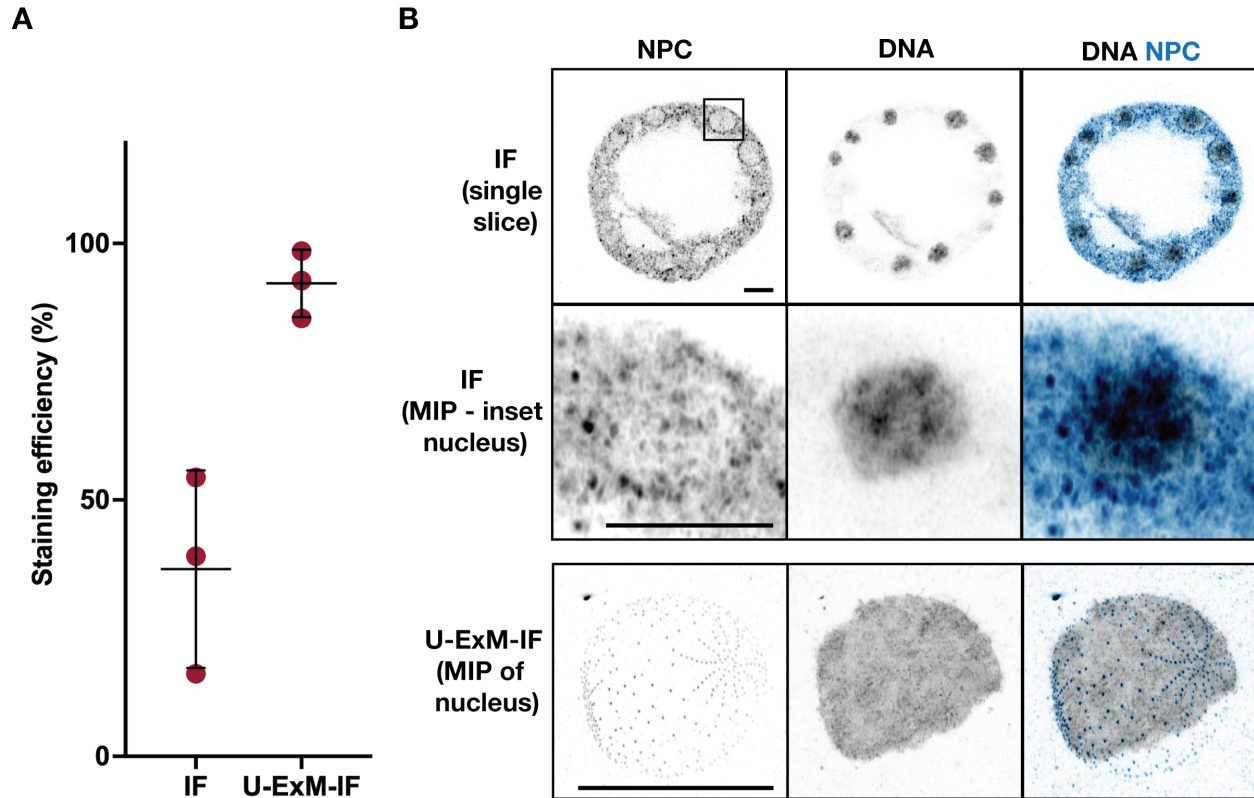 A
Staining efficiency (%)
100
50
0
IF
U-ExM-IF
B
NPC
DNA
DNA NPC
IF
(single
slice)
IF
(MIP - inset
nucleus)
U-ExM-IF
(MIP of
nucleus)